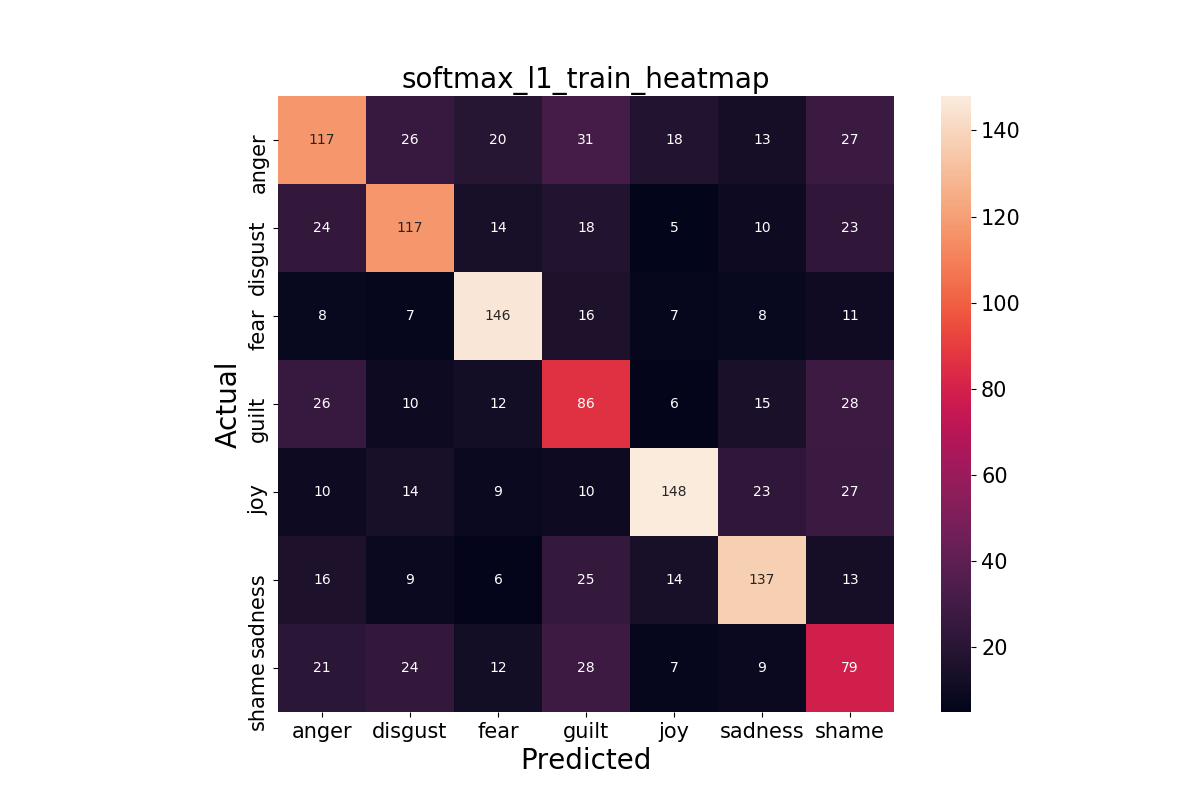 softmax_l1_train_heatmap
anger 117 26 20 31 18 13 27
disgust 24 117 14 18 5 10 23
fear 8 7 146 16 7 8 11
guilt 26 10 12 86 6 15 28
joy 10 14 9 10 148 23 27
sadness 16 9 6 25 14 137 13
shame 21 24 12 28 7 9 79
Actual
anger disgust fear guilt joy sadness shame
Predicted
140
120
100
80
60
40
20